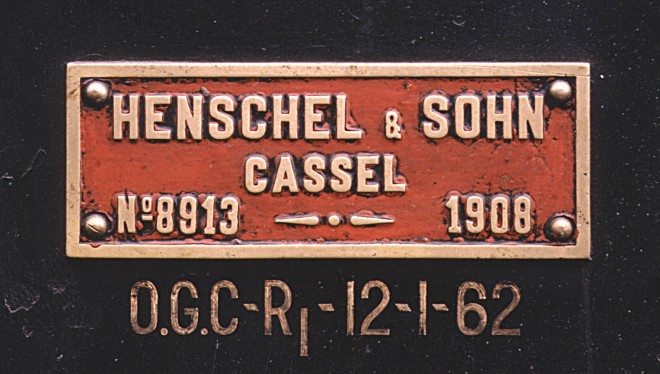 HENSCHEL & SOHN
CASSEL
Nº8913 1908
O.G.C-R1-12-1-62